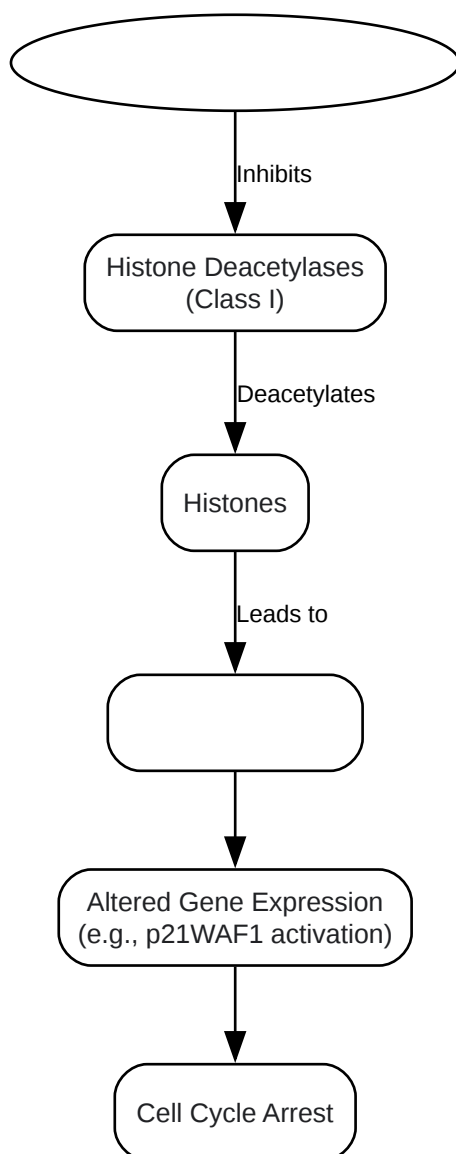 Inhibits
Histone Deacetylases
(Class I)
Deacetylates
Histones
Leads to
Altered Gene Expression
(e.g., p21WAF1 activation)
Cell Cycle Arrest